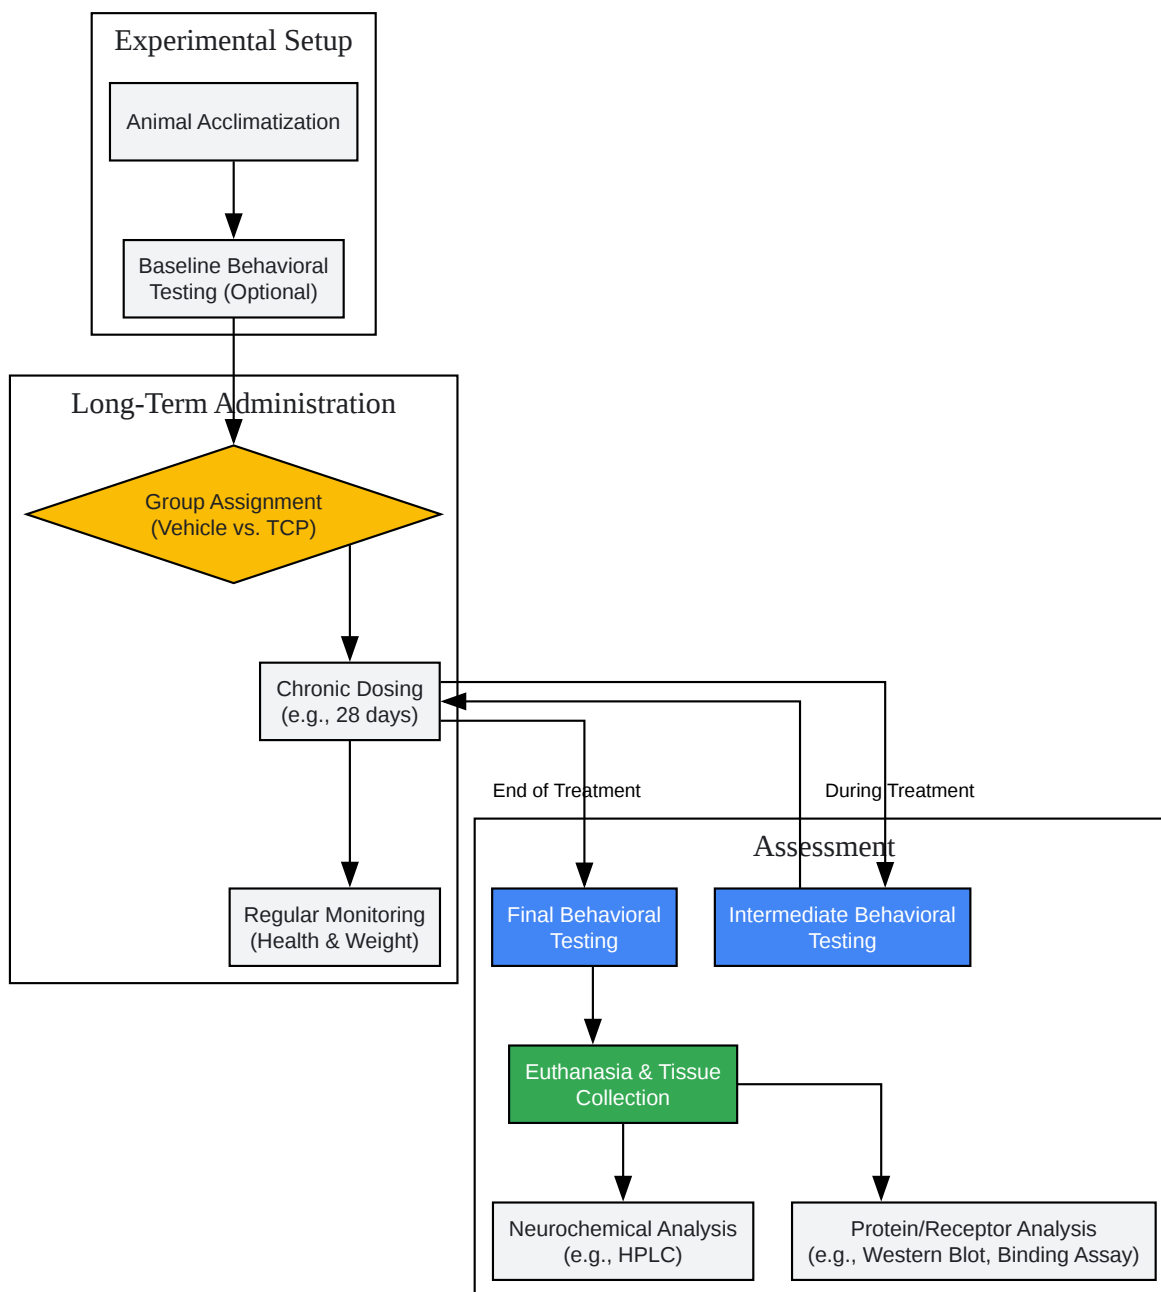 Experimental Setup
Animal Acclimatization
Baseline Behavioral
Testing (Optional)
Long-Term Administration
Group Assignment
(Vehicle vs. TCP)
Chronic Dosing
(e.g., 28 days)
End of Treatment
During Treatment
Assessment
Regular Monitoring
(Health & Weight)
Final Behavioral
Testing
Intermediate Behavioral
Testing
Euthanasia & Tissue
Collection
Neurochemical Analysis
(e.g., HPLC)
Protein/Receptor Analysis
(e.g., Western Blot, Binding Assay)